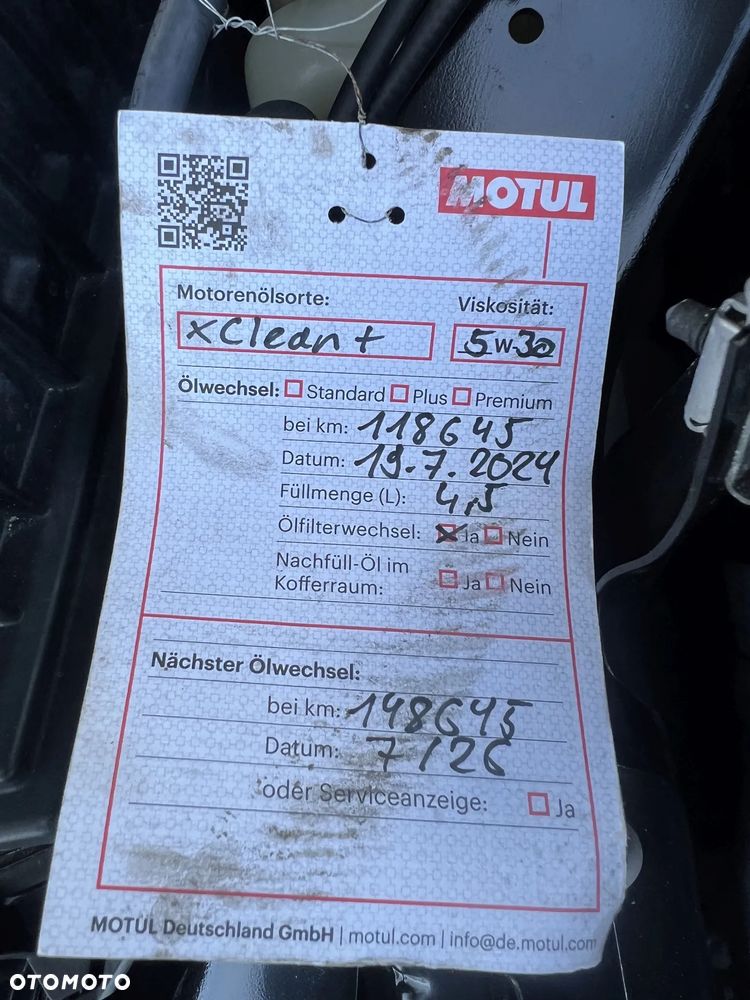 MOTUL
Motorenölsorte: Viskosität:
xClean+ 5W-30
Ölwechsel: Standard Plus Premium
bei km: 118645
Datum: 19.7.2024
Füllmenge (L): 4,5
Ölfilterwechsel: Ja Nein
Nachfüll-Öl im
Kofferraum: Ja Nein
Nächster Ölwechsel:
bei km: 148645
Datum: 7/26
oder Serviceanzeige: Ja
MOTUL Deutschland GmbH | motul.com | info@de.motul.com
OTOMOTO